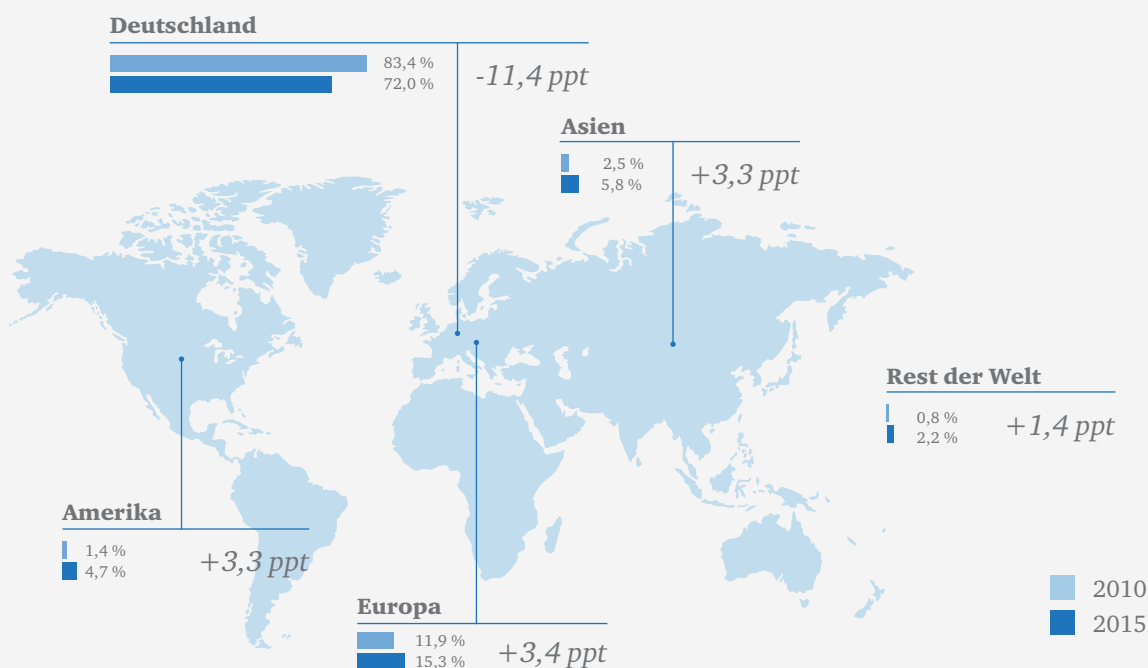 Deutschland
83,4 %
72,0 %
-11,4 ppt
Asien
2,5 %
5,8 %
+3,3 ppt
Rest der Welt
0,8 %
2,2 %
+1,4 ppt
Amerika
1,4 %
4,7 %
+3,3 ppt
Europa
11,9 %
15,3 %
+3,4 ppt
2010
2015